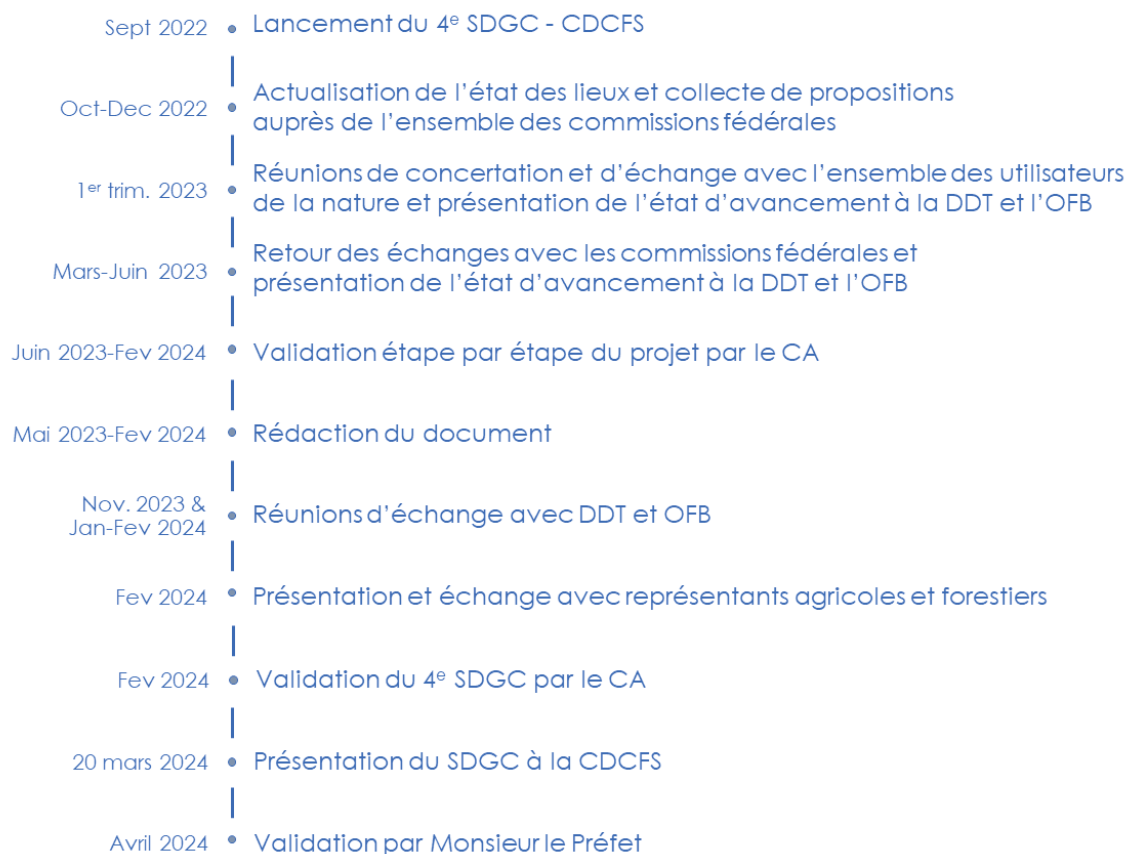 Sept 2022 Lancement du 4e SDGC - CDCFS
Oct-Dec 2022 Actualisation de l'état des lieux et collecte de propositions
auprès de l'ensemble des commissions fédérales
1er trim. 2023 Réunions de concertation et d'échange avec l'ensemble des utilisateurs
de la nature et présentation de l'état d'avancement à la DDT et l'OFB
Mars-Juin 2023 Retour des échanges avec les commissions fédérales et
présentation de l'état d'avancement à la DDT et l'OFB
Juin 2023-Fev 2024 Validation étape par étape du projet par le CA
Mai 2023-Fev 2024 Rédaction du document
Nov. 2023 &
Jan-Fev 2024 Réunions d'échange avec DDT et OFB
Fev 2024 Présentation et échange avec représentants agricoles et forestiers
Fev 2024 Validation du 4e SDGC par le CA
20 mars 2024 Présentation du SDGC à la CDCFS
Avril 2024 Validation par Monsieur le Préfet